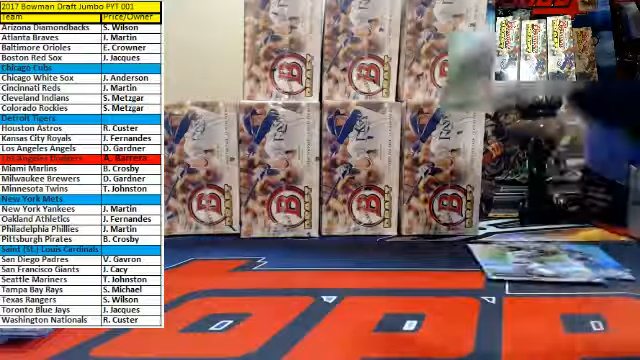 2017 Bowman Draft Jumbo PYT 001
Team Price/Owner
Arizona Diamondbacks S. Wilson
Atlanta Braves J. Martin
Baltimore Orioles E. Crowner
Boston Red Sox J. Jacques
Chicago Cubs
Chicago White Sox J. Anderson
Cincinnati Reds J. Martin
Cleveland Indians S. Metzgar
Colorado Rockies S. Metzgar
Detroit Tigers
Houston Astros R. Custer
Kansas City Royals J. Fernandes
Los Angeles Angels D. Gardner
Los Angeles Dodgers A. Barrera
Miami Marlins B. Crosby
Milwaukee Brewers D. Gardner
Minnesota Twins T. Johnston
New York Mets
New York Yankees J. Martin
Oakland Athletics J. Fernandes
Philadelphia Phillies J. Martin
Pittsburgh Pirates B. Crosby
Saint (St.) Louis Cardinals
San Diego Padres V. Gavron
San Francisco Giants J. Cacy
Seattle Mariners T. Johnston
Tampa Bay Rays S. Michael
Texas Rangers S. Wilson
Toronto Blue Jays J. Jacques
Washington Nationals R. Custer
B
B B B B